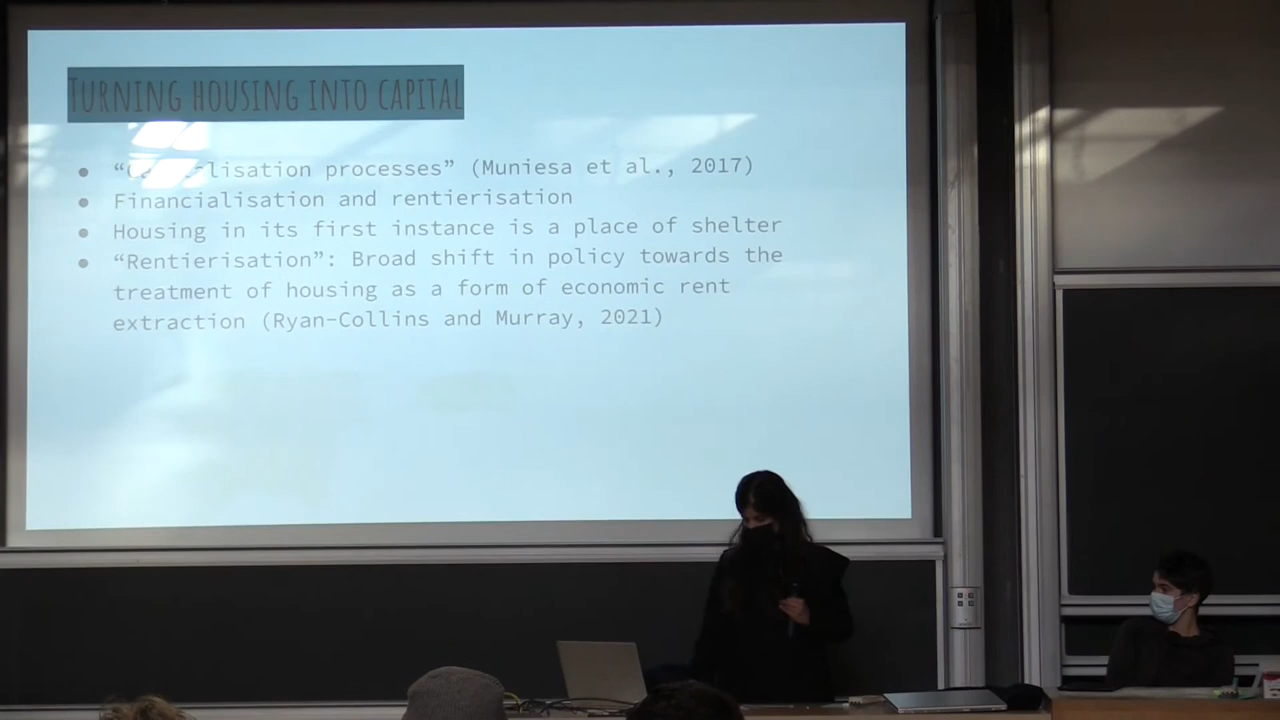 TURNING HOUSING INTO CAPITAL
● “Capitalisation processes” (Muniesa et al., 2017)
● Financialisation and rentierisation
● Housing in its first instance is a place of shelter
● “Rentierisation”: Broad shift in policy towards the
treatment of housing as a form of economic rent
extraction (Ryan-Collins and Murray, 2021)